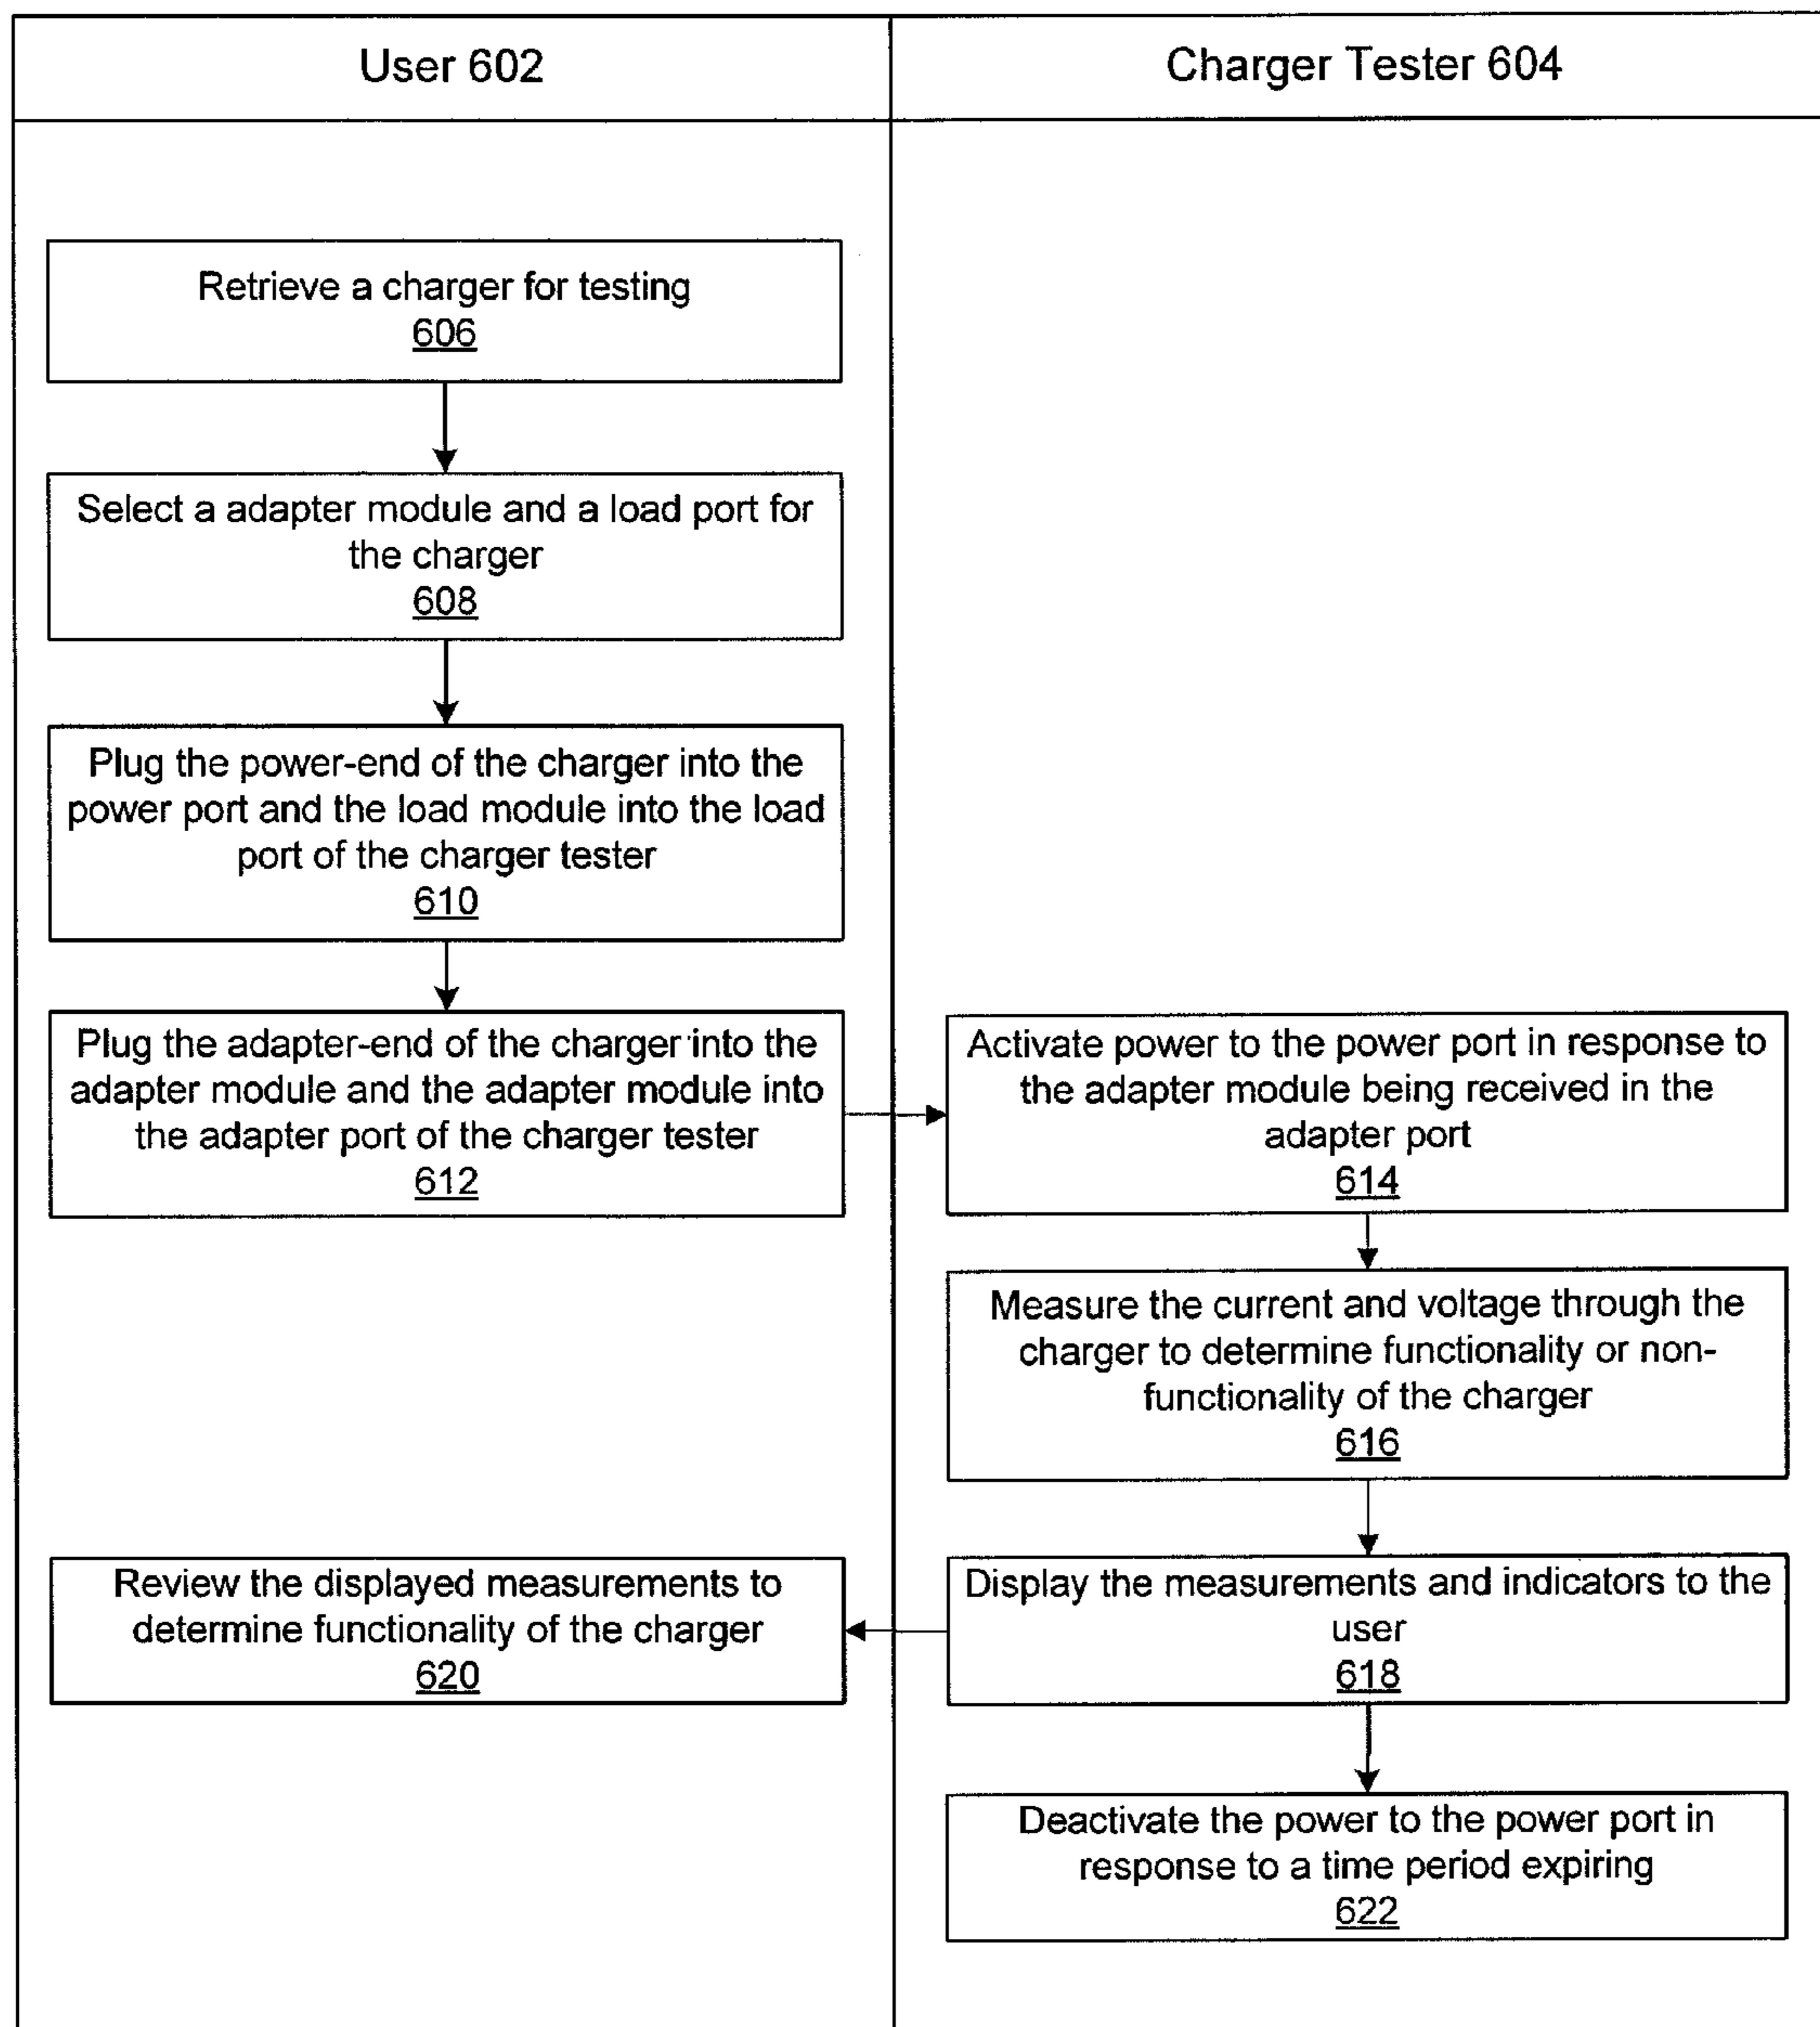 User 602
Charger Tester 604
Retrieve a charger for testing
606
Select a adapter module and a load port for
the charger
608
Plug the power-end of the charger into the
power port and the load module into the load
port of the charger tester
610
Plug the adapter-end of the charger into the
adapter module and the adapter module into
the adapter port of the charger tester
612
Activate power to the power port in response to
the adapter module being received in the
adapter port
614
Measure the current and voltage through the
charger to determine functionality or non-
functionality of the charger
616
Display the measurements and indicators to the
user
618
Review the displayed measurements to
determine functionality of the charger
620
Deactivate the power to the power port in
response to a time period expiring
622